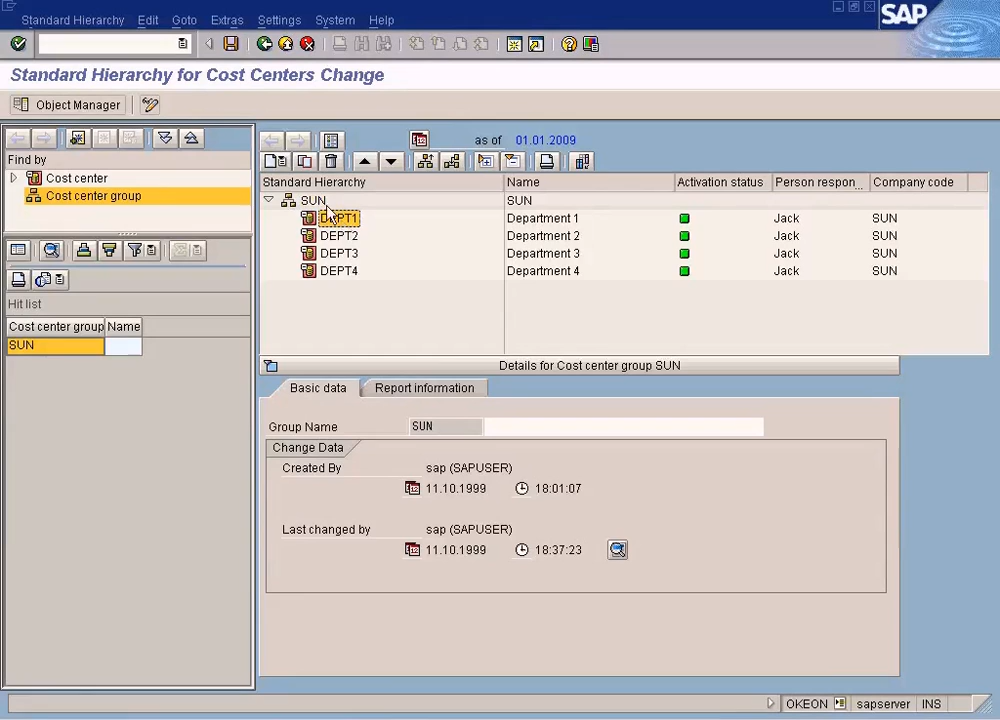 Standard Hierarchy Edit Goto Extras Settings System Help
SAP
Standard Hierarchy for Cost Centers Change
Object Manager
Find by
Cost center
Cost center group
Hit list
Cost center group Name
SUN
as of 01.01.2009
Standard Hierarchy Name Activation status Person respon... Company code
SUN SUN
DEPT1 Department 1 Jack SUN
DEPT2 Department 2 Jack SUN
DEPT3 Department 3 Jack SUN
DEPT4 Department 4 Jack SUN
Details for Cost center group SUN
Basic data Report information
Group Name SUN
Change Data
Created By sap (SAPUSER)
11.10.1999 18:01:07
Last changed by sap (SAPUSER)
11.10.1999 18:37:23
OKEON sapserver INS